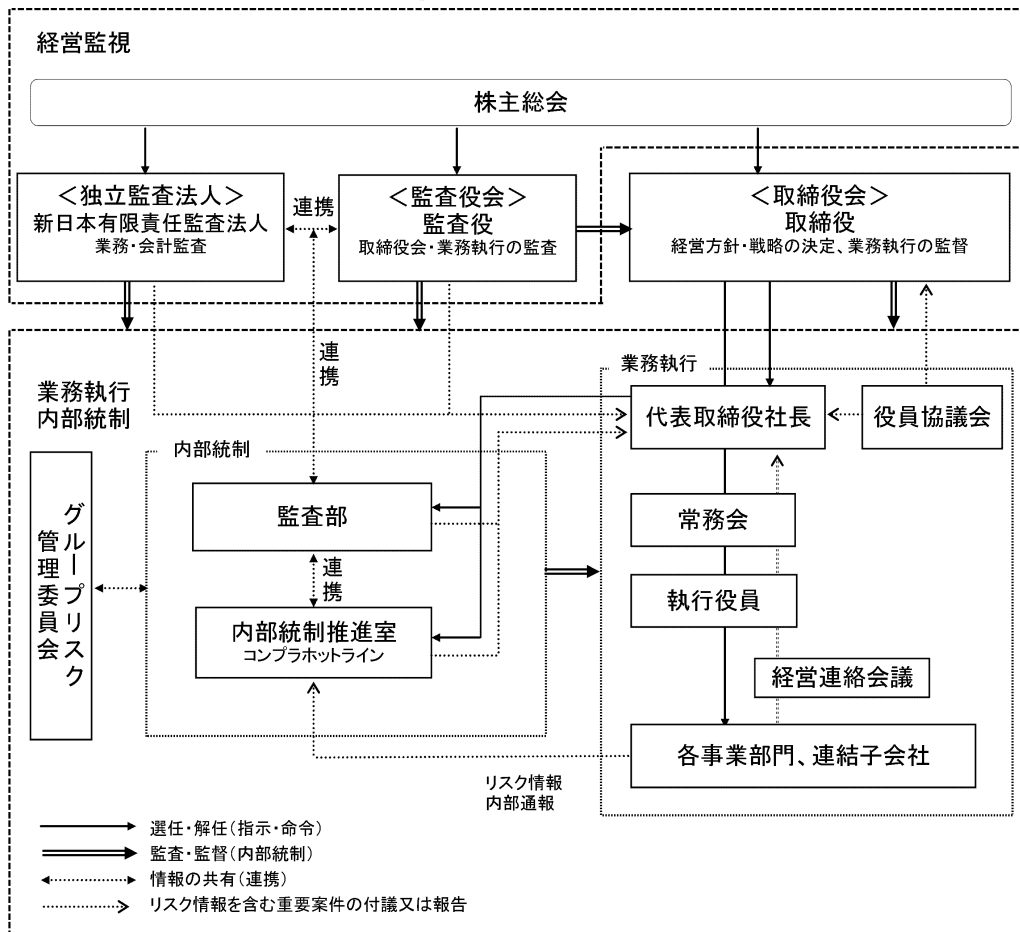 経営監視
株主総会
＜独立監査法人＞
新日本有限責任監査法人
業務・会計監査
連携
＜監査役会＞
監査役
取締役会・業務執行の監査
＜取締役会＞
取締役
経営方針・戦略の決定、業務執行の監督
連携
業務執行
内部統制
業務執行
代表取締役社長
役員協議会
内部統制
監査部
常務会
連携
執行役員
グループリスク
管理委員会
内部統制推進室
コンプラホットライン
経営連絡会議
各事業部門、連結子会社
リスク情報
内部通報
選任・解任（指示・命令）
監査・監督（内部統制）
情報の共有（連携）
リスク情報を含む重要案件の付議又は報告